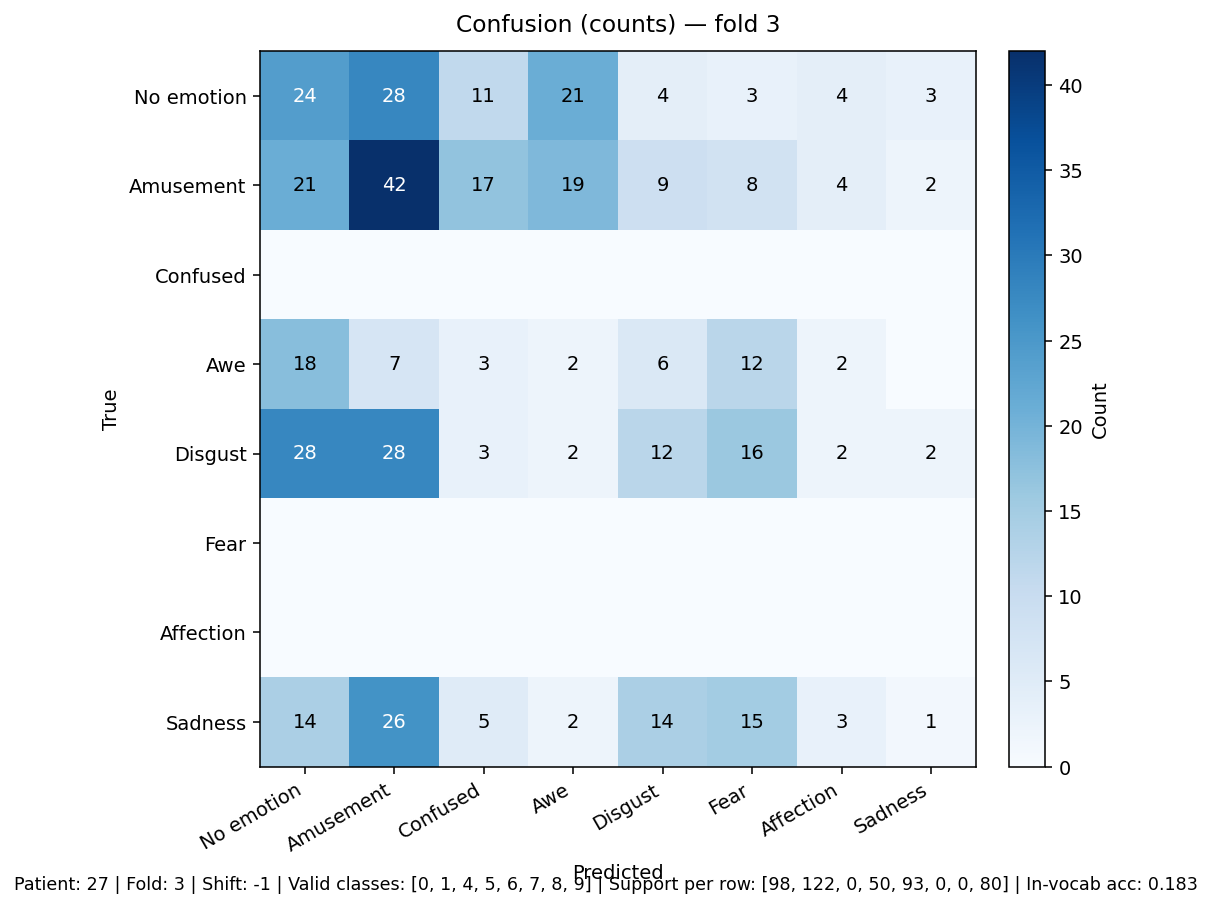 Confusion (counts) — fold 3
No emotion 24 28 11 21 4 3 4 3
Amusement 21 42 17 19 9 8 4 2
Confused
Awe 18 7 3 2 6 12 2
Disgust 28 28 3 2 12 16 2 2
Fear
Affection
Sadness 14 26 5 2 14 15 3 1
True
No emotion Amusement Confused Awe Disgust Fear Affection Sadness
Predicted
40
35
30
25
20
15
10
5
0
Count
Patient: 27 | Fold: 3 | Shift: -1 | Valid classes: [0, 1, 4, 5, 6, 7, 8, 9] | Support per row: [98, 122, 0, 50, 93, 0, 0, 80] | In-vocab acc: 0.183